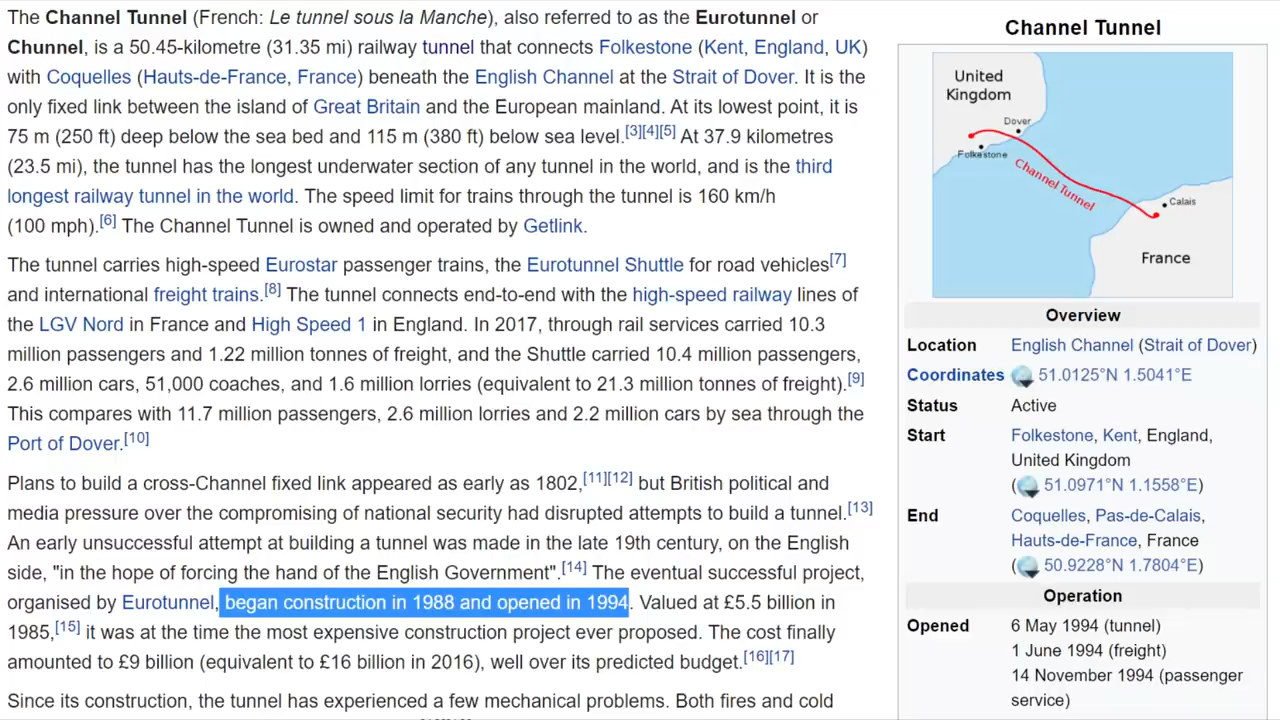 The Channel Tunnel (French: Le tunnel sous la Manche), also referred to as the Eurotunnel or
Chunnel, is a 50.45-kilometre (31.35 mi) railway tunnel that connects Folkestone (Kent, England, UK)
with Coquelles (Hauts-de-France, France) beneath the English Channel at the Strait of Dover. It is the
only fixed link between the island of Great Britain and the European mainland. At its lowest point, it is
75 m (250 ft) deep below the sea bed and 115 m (380 ft) below sea level.[3][4][5] At 37.9 kilometres
(23.5 mi), the tunnel has the longest underwater section of any tunnel in the world, and is the third
longest railway tunnel in the world. The speed limit for trains through the tunnel is 160 km/h
(100 mph).[6] The Channel Tunnel is owned and operated by Getlink.
The tunnel carries high-speed Eurostar passenger trains, the Eurotunnel Shuttle for road vehicles[7]
and international freight trains.[8] The tunnel connects end-to-end with the high-speed railway lines of
the LGV Nord in France and High Speed 1 in England. In 2017, through rail services carried 10.3
million passengers and 1.22 million tonnes of freight, and the Shuttle carried 10.4 million passengers,
2.6 million cars, 51,000 coaches, and 1.6 million lorries (equivalent to 21.3 million tonnes of freight).[9]
This compares with 11.7 million passengers, 2.6 million lorries and 2.2 million cars by sea through the
Port of Dover.[10]
Plans to build a cross-Channel fixed link appeared as early as 1802,[11][12] but British political and
media pressure over the compromising of national security had disrupted attempts to build a tunnel.[13]
An early unsuccessful attempt at building a tunnel was made in the late 19th century, on the English
side, "in the hope of forcing the hand of the English Government".[14] The eventual successful project,
organised by Eurotunnel, began construction in 1988 and opened in 1994. Valued at £5.5 billion in
1985,[15] it was at the time the most expensive construction project ever proposed. The cost finally
amounted to £9 billion (equivalent to £16 billion in 2016), well over its predicted budget.[16][17]
Since its construction, the tunnel has experienced a few mechanical problems. Both fires and cold
Channel Tunnel
United
Kingdom
Dover
Folkestone
Channel Tunnel
Calais
France
Overview
Location English Channel (Strait of Dover)
Coordinates 51.0125°N 1.5041°E
Status Active
Start Folkestone, Kent, England,
United Kingdom
(51.0971°N 1.1558°E)
End Coquelles, Pas-de-Calais,
Hauts-de-France, France
(50.9228°N 1.7804°E)
Operation
Opened 6 May 1994 (tunnel)
1 June 1994 (freight)
14 November 1994 (passenger
service)